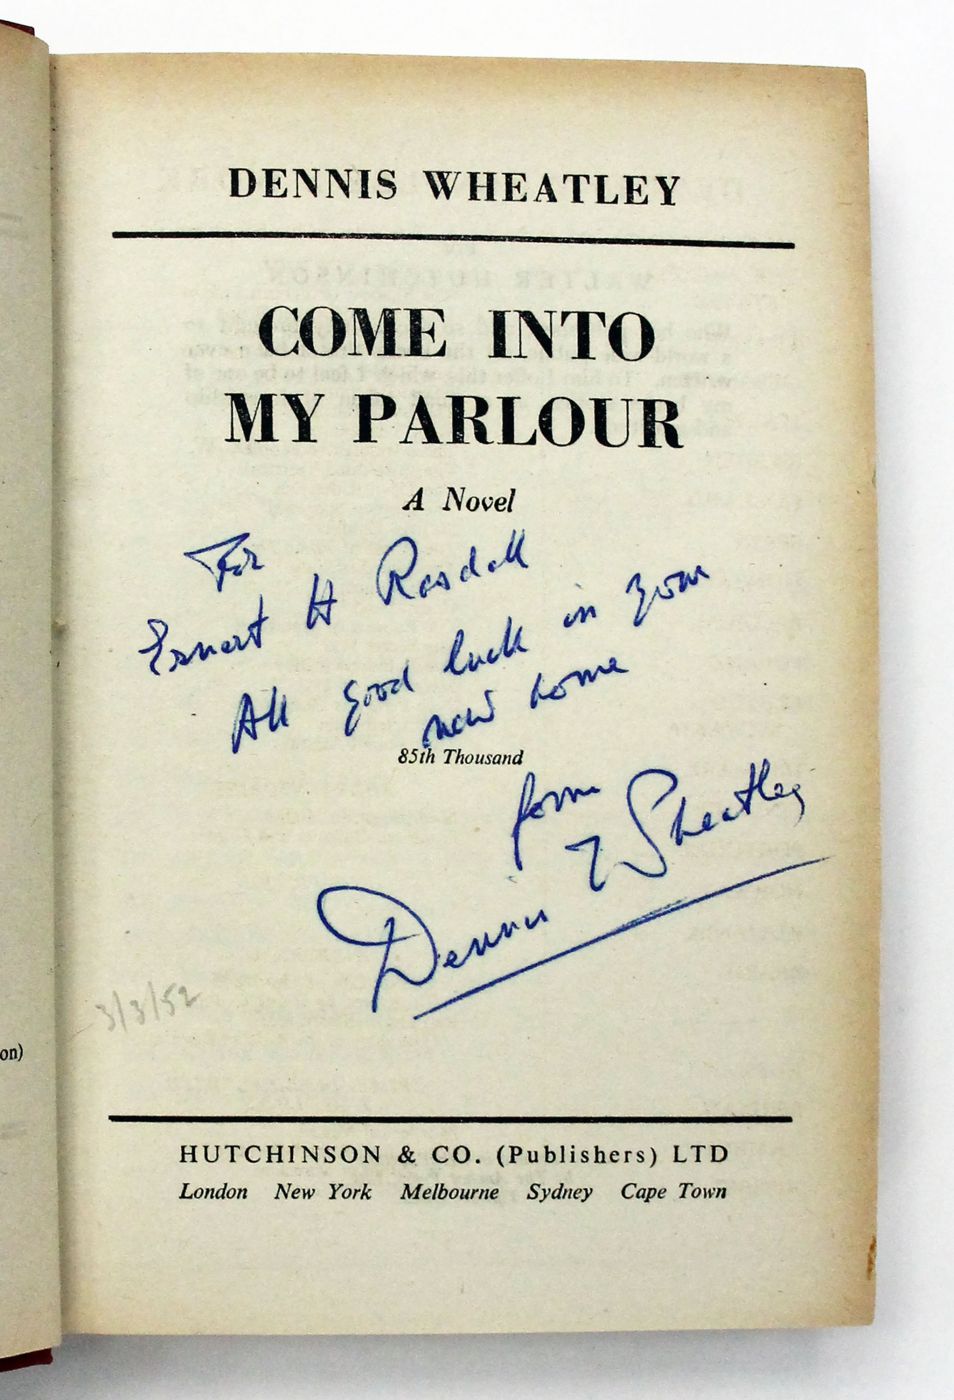 DENNIS WHEATLEY
COME INTO
MY PARLOUR
A Novel
For
Ernest H Rosdall
All good luck in your
new home
85th Thousand
from
Dennis Wheatley
3/3/52
on)
HUTCHINSON & CO. (Publishers) LTD
London New York Melbourne Sydney Cape Town